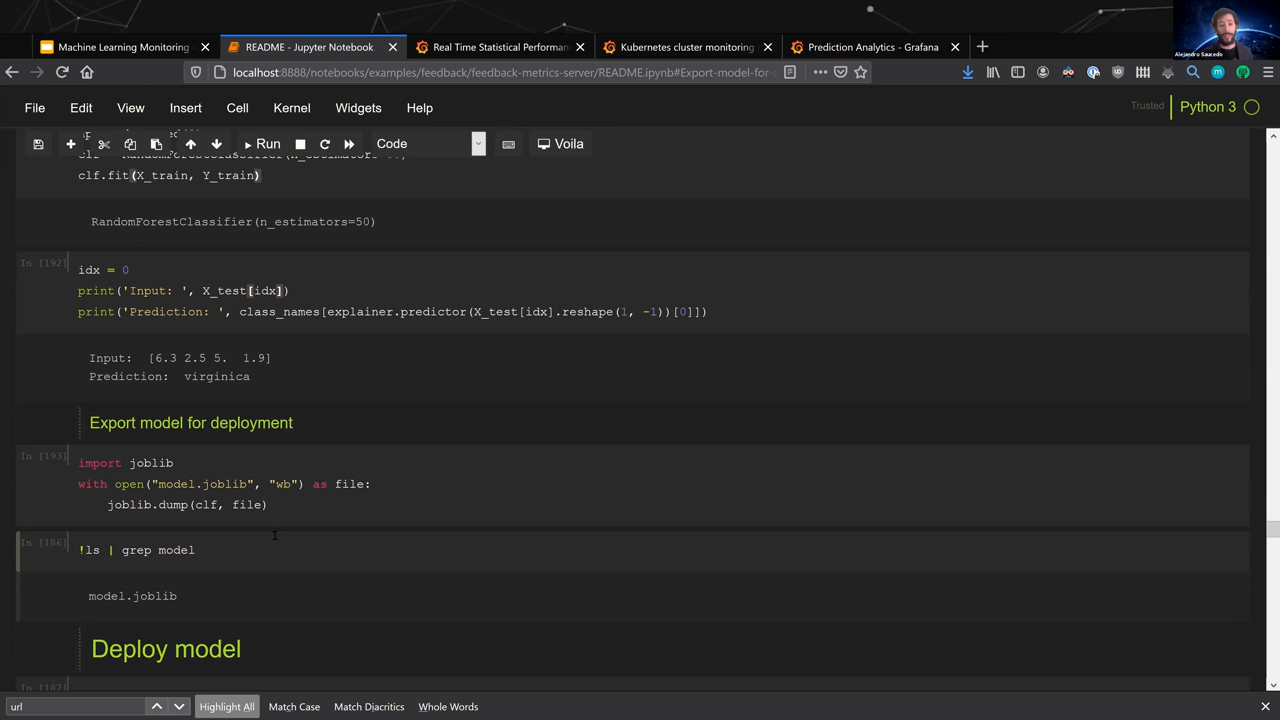 Machine Learning Monitoring
README - Jupyter Notebook
Real Time Statistical Performan
Kubernetes cluster monitoring
Prediction Analytics - Grafana
Alejandro Saucedo
localhost:8888/notebooks/examples/feedback/feedback-metrics-server/README.ipynb#Export-model-for-
File Edit View Insert Cell Kernel Widgets Help
Trusted Python 3
Run Code Voila
clf.fit(X_train, Y_train)
RandomForestClassifier(n_estimators=50)
In [192]
idx = 0
print('Input: ', X_test[idx])
print('Prediction: ', class_names[explainer.predictor(X_test[idx].reshape(1, -1))[0]])
Input:  [6.3 2.5 5.  1.9]
Prediction:  virginica
Export model for deployment
In [193]
import joblib
with open("model.joblib", "wb") as file:
joblib.dump(clf, file)
In [186]
!ls | grep model
model.joblib
Deploy model
In [187]
url Highlight All Match Case Match Diacritics Whole Words